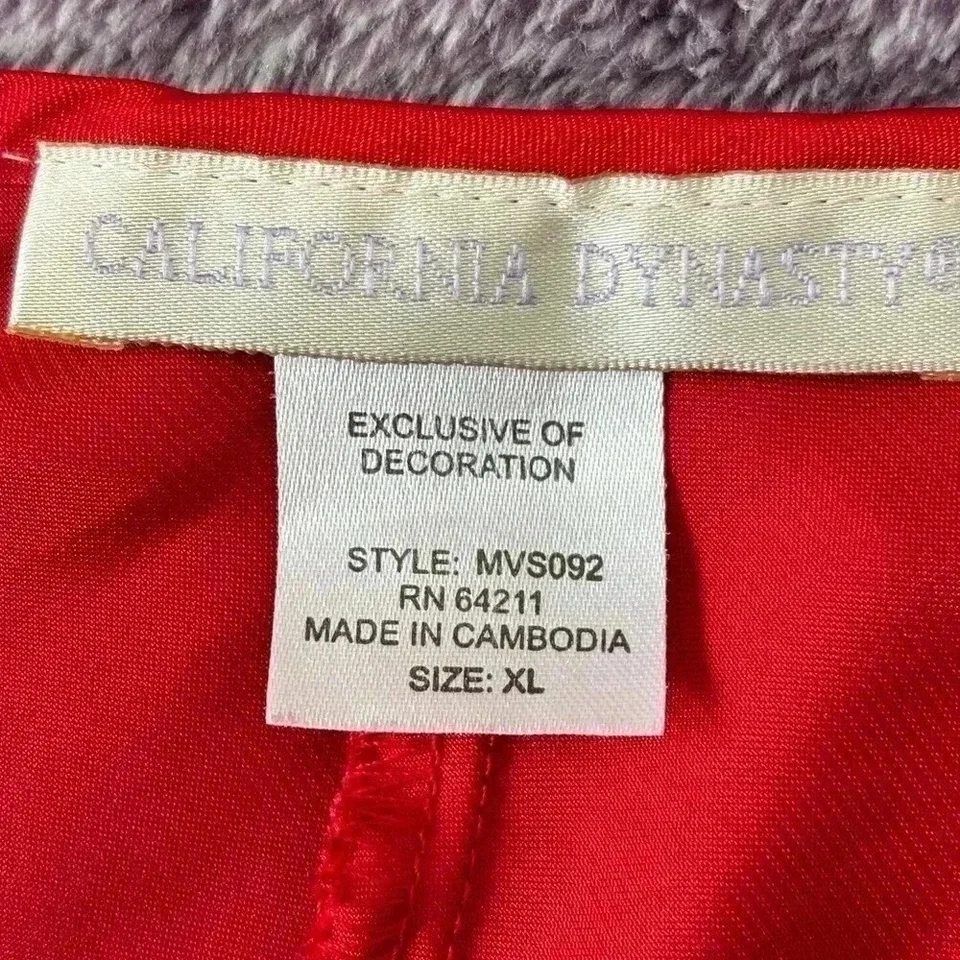 CALIFORNIA DYNASTY®
EXCLUSIVE OF
DECORATION
STYLE: MVS092
RN 64211
MADE IN CAMBODIA
SIZE: XL